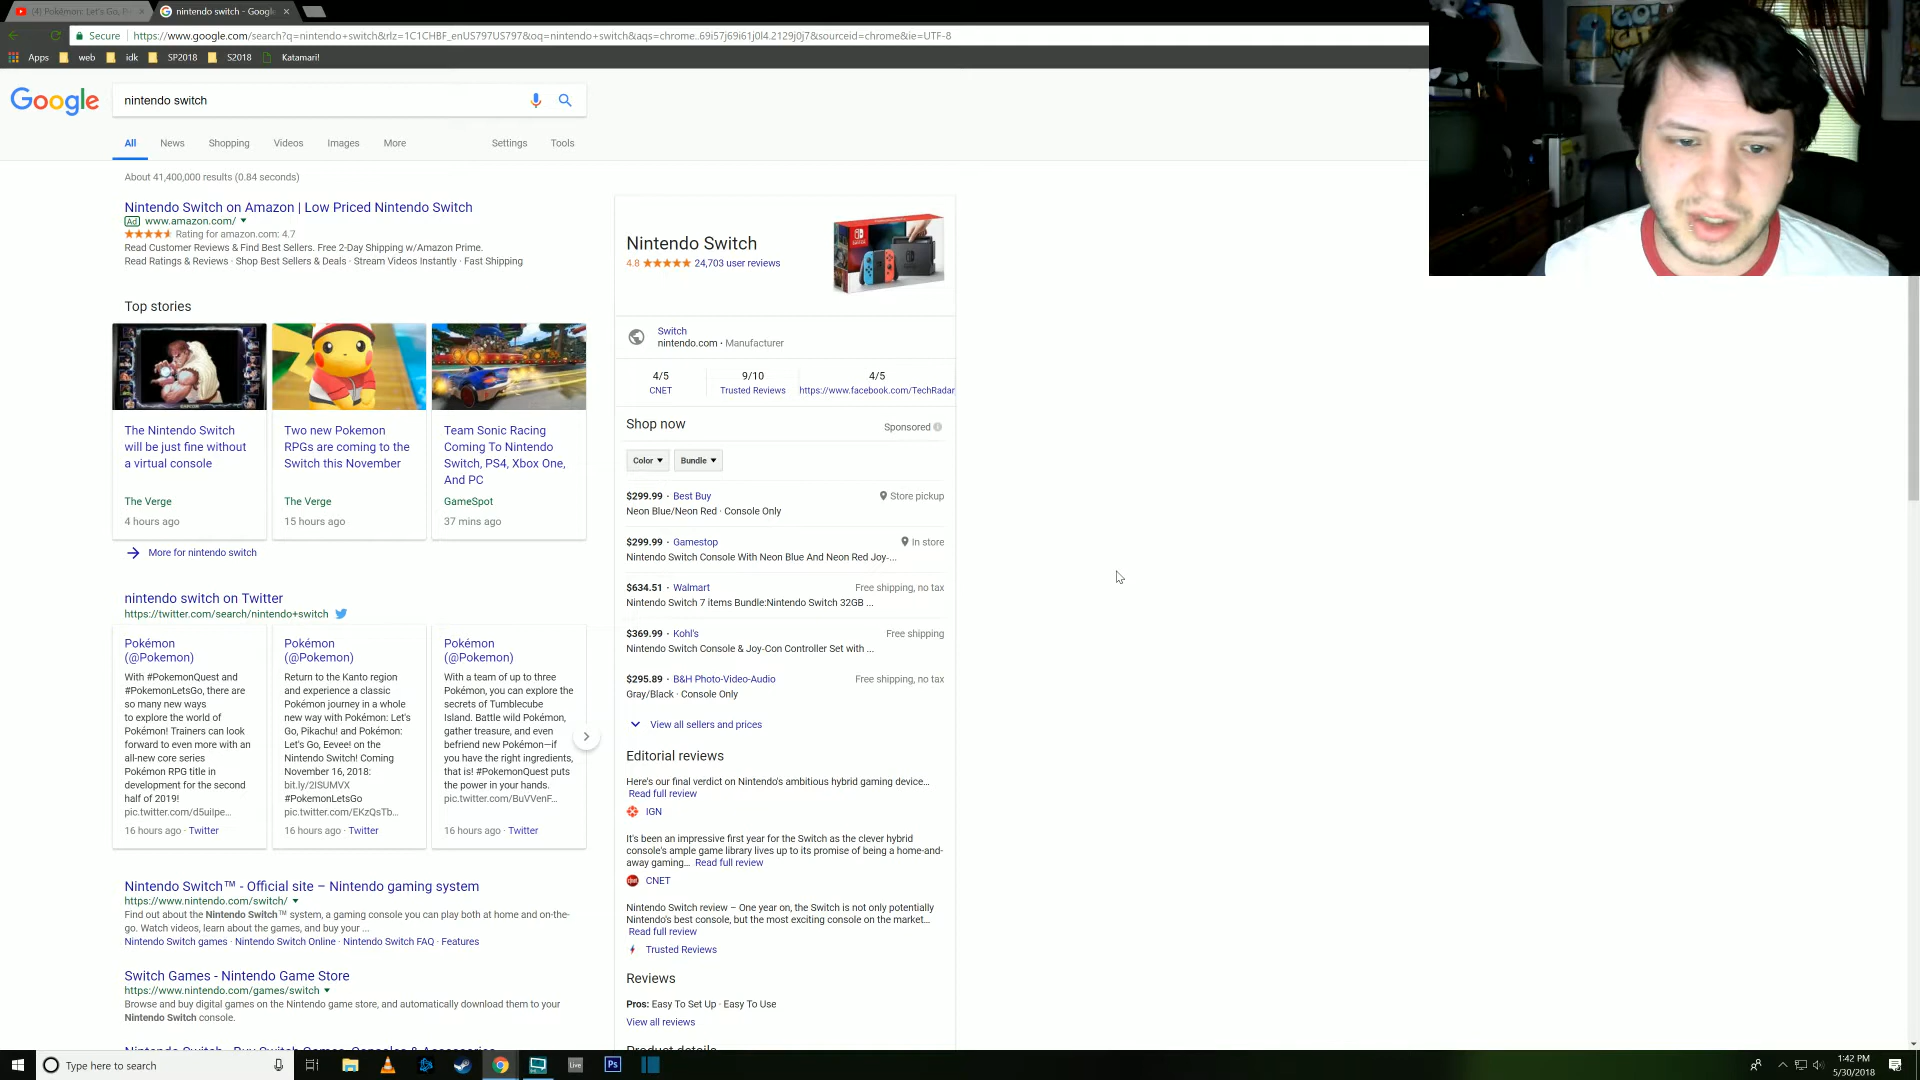 (4) Pokémon: Let's Go, P
nintendo switch - Googl
Secure
https://www.google.com/search?q=nintendo+switch&rlz=1C1CHBF_enUS797US797&oq=nintendo+switch&aqs=chrome..69i57j69i61j0l4.2129j0j7&sourceid=chrome&ie=UTF-8
Apps web idk SP2018 S2018 Katamari!
Google
nintendo switch
All News Shopping Videos Images More Settings Tools
About 41,400,000 results (0.84 seconds)
Nintendo Switch on Amazon | Low Priced Nintendo Switch
Ad www.amazon.com/
Rating for amazon.com: 4.7
Read Customer Reviews & Find Best Sellers. Free 2-Day Shipping w/Amazon Prime.
Read Ratings & Reviews · Shop Best Sellers & Deals · Stream Videos Instantly · Fast Shipping
Top stories
The Nintendo Switch
will be just fine without
a virtual console
The Verge
4 hours ago
Two new Pokemon
RPGs are coming to the
Switch this November
The Verge
15 hours ago
Team Sonic Racing
Coming To Nintendo
Switch, PS4, Xbox One,
And PC
GameSpot
37 mins ago
More for nintendo switch
nintendo switch on Twitter
https://twitter.com/search/nintendo+switch
Pokémon
(@Pokemon)
With #PokemonQuest and
#PokemonLetsGo, there are
so many new ways
to explore the world of
Pokémon! Trainers can look
forward to even more with an
all-new core series
Pokémon RPG title in
development for the second
half of 2019!
pic.twitter.com/d5uiIpe...
16 hours ago · Twitter
Pokémon
(@Pokemon)
Return to the Kanto region
and experience a classic
Pokémon journey in a whole
new way with Pokémon: Let's
Go, Pikachu! and Pokémon:
Let's Go, Eevee! on the
Nintendo Switch! Coming
November 16, 2018:
bit.ly/2ISUMVX
#PokemonLetsGo
pic.twitter.com/EKzQsTb...
16 hours ago · Twitter
Pokémon
(@Pokemon)
With a team of up to three
Pokémon, you can explore the
secrets of Tumblecube
Island. Battle wild Pokémon,
gather treasure, and even
befriend new Pokémon—if
you have the right ingredients,
that is! #PokemonQuest puts
the power in your hands.
pic.twitter.com/BuVVenF...
16 hours ago · Twitter
Nintendo Switch™ - Official site – Nintendo gaming system
https://www.nintendo.com/switch/
Find out about the Nintendo Switch™ system, a gaming console you can play both at home and on-the-
go. Watch videos, learn about the games, and buy your ...
Nintendo Switch games · Nintendo Switch Online · Nintendo Switch FAQ · Features
Switch Games - Nintendo Game Store
https://www.nintendo.com/games/switch
Browse and buy digital games on the Nintendo game store, and automatically download them to your
Nintendo Switch console.
Nintendo Switch - Buy Switch Games, Consoles & Accessories
Nintendo Switch
4.8 24,703 user reviews
Switch
nintendo.com · Manufacturer
4/5
CNET
9/10
Trusted Reviews
4/5
https://www.facebook.com/TechRadar
Shop now
Sponsored
Color Bundle
$299.99 · Best Buy Store pickup
Neon Blue/Neon Red · Console Only
$299.99 · Gamestop In store
Nintendo Switch Console With Neon Blue And Neon Red Joy-...
$634.51 · Walmart Free shipping, no tax
Nintendo Switch 7 items Bundle:Nintendo Switch 32GB ...
$369.99 · Kohl's Free shipping
Nintendo Switch Console & Joy-Con Controller Set with ...
$295.89 · B&H Photo-Video-Audio Free shipping, no tax
Gray/Black · Console Only
View all sellers and prices
Editorial reviews
Here's our final verdict on Nintendo's ambitious hybrid gaming device...
Read full review
IGN
It's been an impressive first year for the Switch as the clever hybrid
console's ample game library lives up to its promise of being a home-and-
away gaming... Read full review
CNET
Nintendo Switch review – One year on, the Switch is not only potentially
Nintendo's best console, but the most exciting console on the market...
Read full review
Trusted Reviews
Reviews
Pros: Easy To Set Up · Easy To Use
View all reviews
Product details
Type here to search
Live
Ps
1:42 PM
5/30/2018